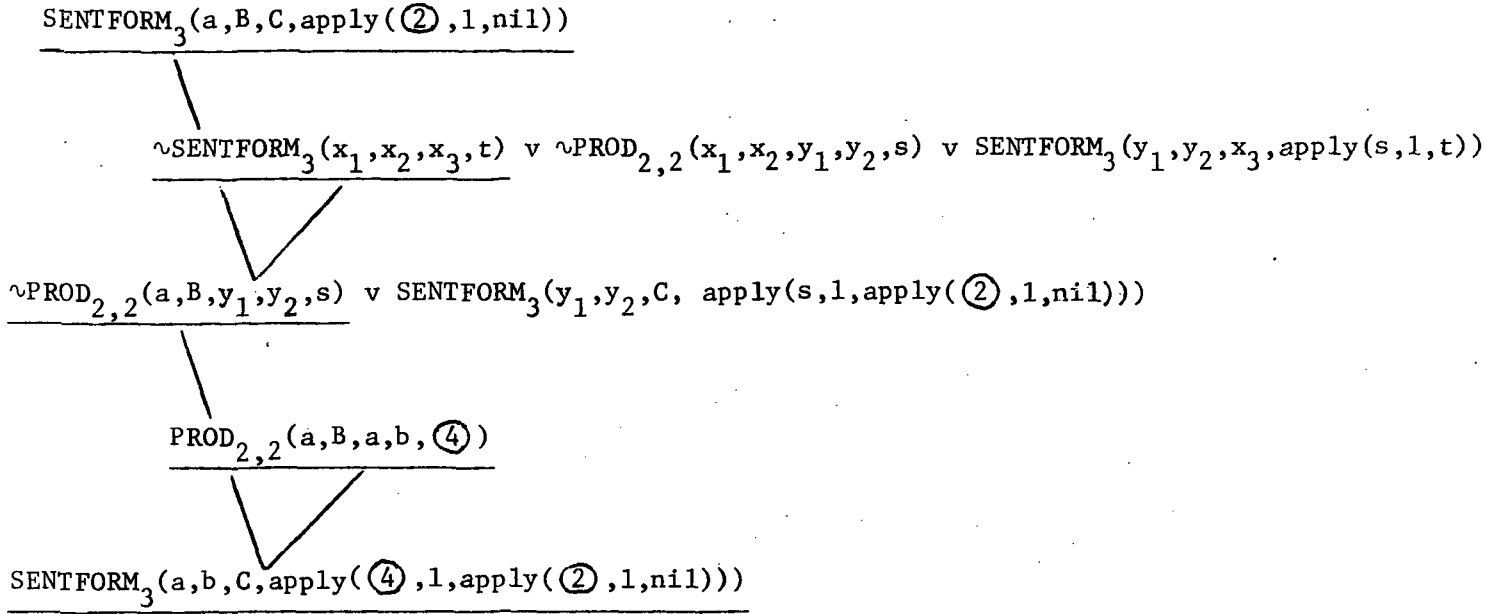 SENTFORM₃(a,B,C,apply(②,1,nil))
~SENTFORM₃(x₁,x₂,x₃,t) v ~PROD₂,₂(x₁,x₂,y₁,y₂,s) v SENTFORM₃(y₁,y₂,x₃,apply(s,1,t))
~PROD₂,₂(a,B,y₁,y₂,s) v SENTFORM₃(y₁,y₂,C, apply(s,1,apply(②,1,nil)))
PROD₂,₂(a,B,a,b,④)
SENTFORM₃(a,b,C,apply(④,1,apply(②,1,nil)))